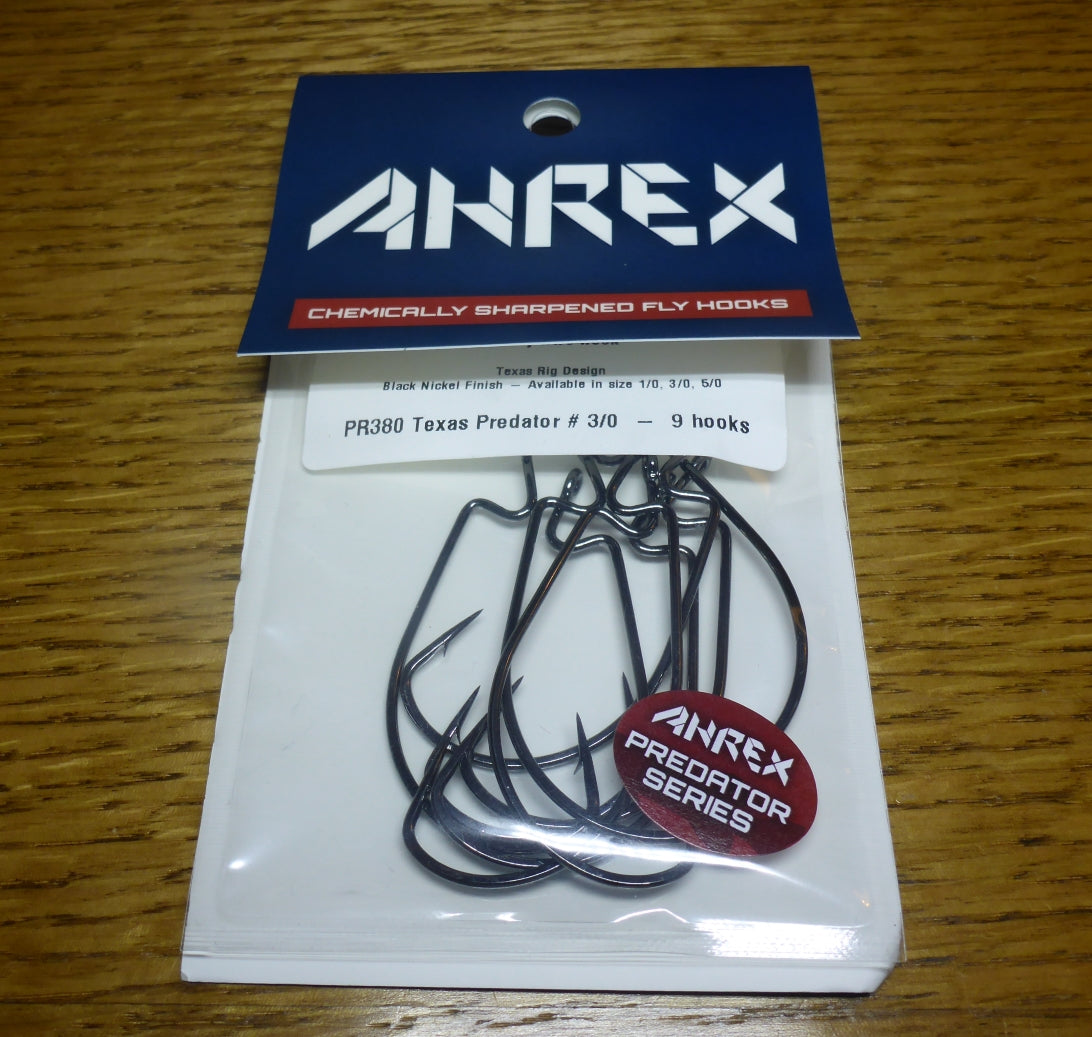 AHREX
CHEMICALLY SHARPENED FLY HOOKS
Texas Rig Design
Black Nickel Finish — Available in size 1/0, 3/0, 5/0
PR380 Texas Predator # 3/0 — 9 hooks
AHREX
PREDATOR
SERIES